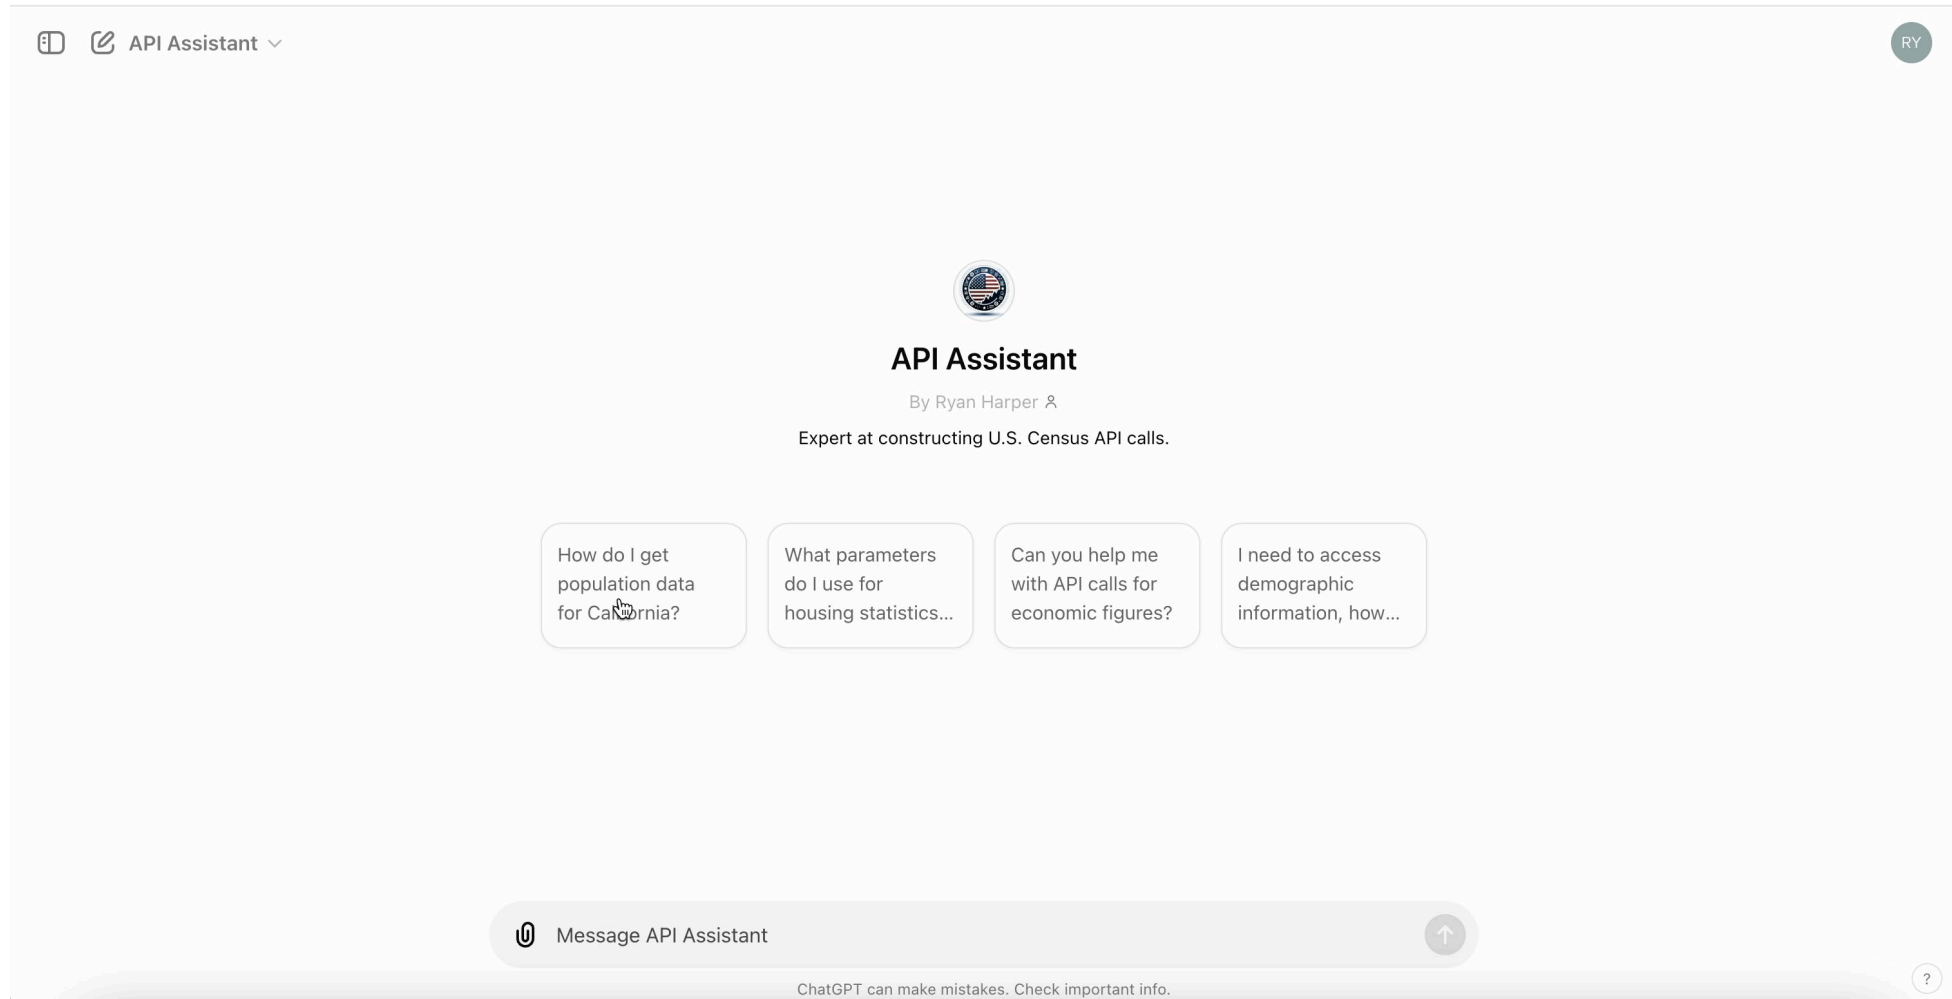 API Assistant
RY
API Assistant
By Ryan Harper
Expert at constructing U.S. Census API calls.
How do I get
population data
for California?
What parameters
do I use for
housing statistics...
Can you help me
with API calls for
economic figures?
I need to access
demographic
information, how...
Message API Assistant
ChatGPT can make mistakes. Check important info.
?